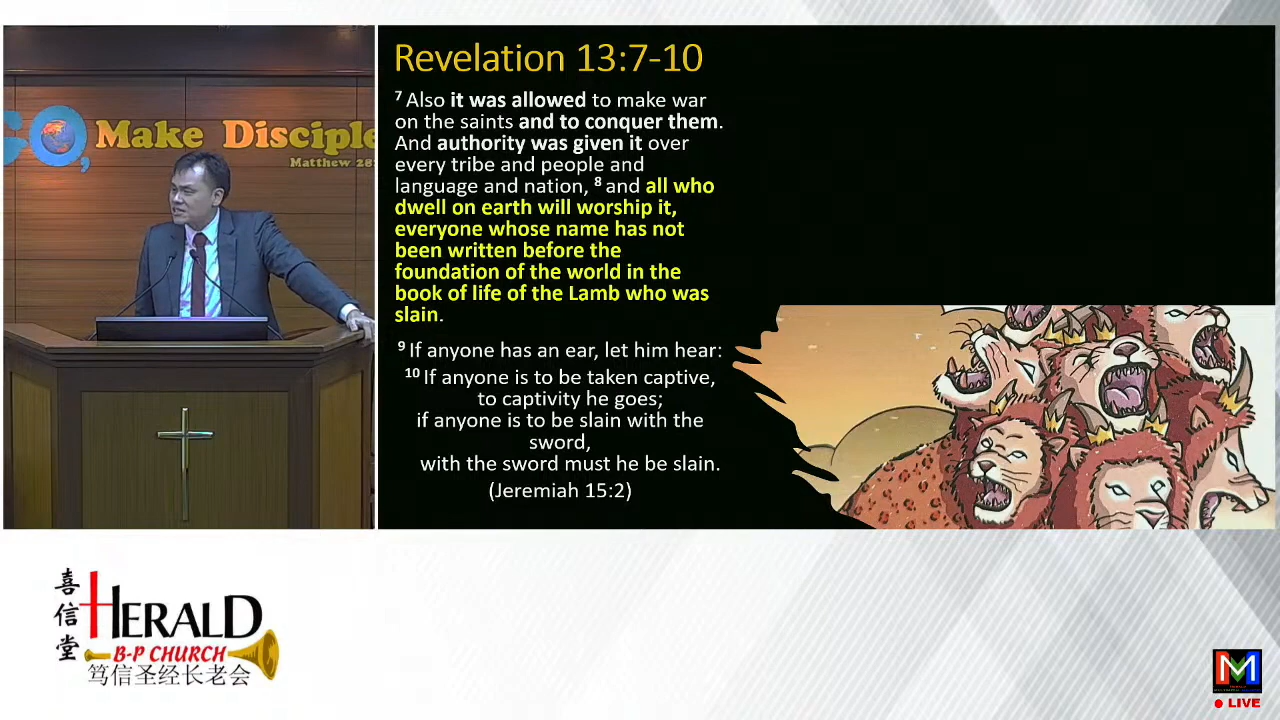 GO, Make Disciple
Matthew 28:
Revelation 13:7-10
7 Also it was allowed to make war
on the saints and to conquer them.
And authority was given it over
every tribe and people and
language and nation, 8 and all who
dwell on earth will worship it,
everyone whose name has not
been written before the
foundation of the world in the
book of life of the Lamb who was
slain.
9 If anyone has an ear, let him hear:
10 If anyone is to be taken captive,
to captivity he goes;
if anyone is to be slain with the
sword,
with the sword must he be slain.
(Jeremiah 15:2)
喜信堂
HERALD
B-P CHURCH
笃信圣经长老会
M
LIVE